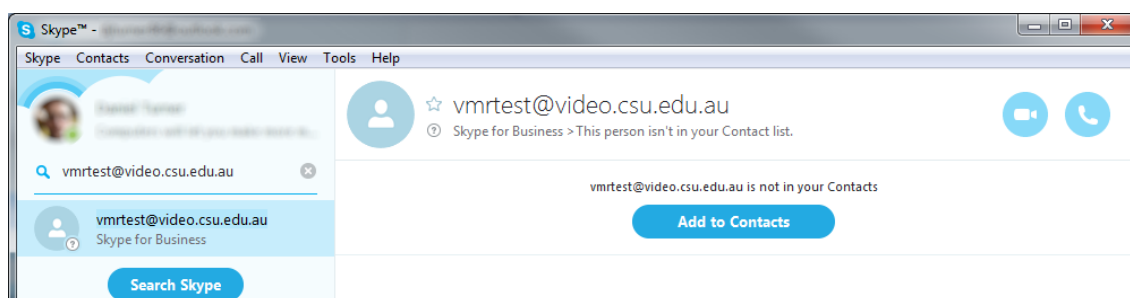 Skype™ -
Skype Contacts Conversation Call View Tools Help
vmrtest@video.csu.edu.au
vmrtest@video.csu.edu.au
Skype for Business
Search Skype
vmrtest@video.csu.edu.au
Skype for Business > This person isn't in your Contact list.
vmrtest@video.csu.edu.au is not in your Contacts
Add to Contacts